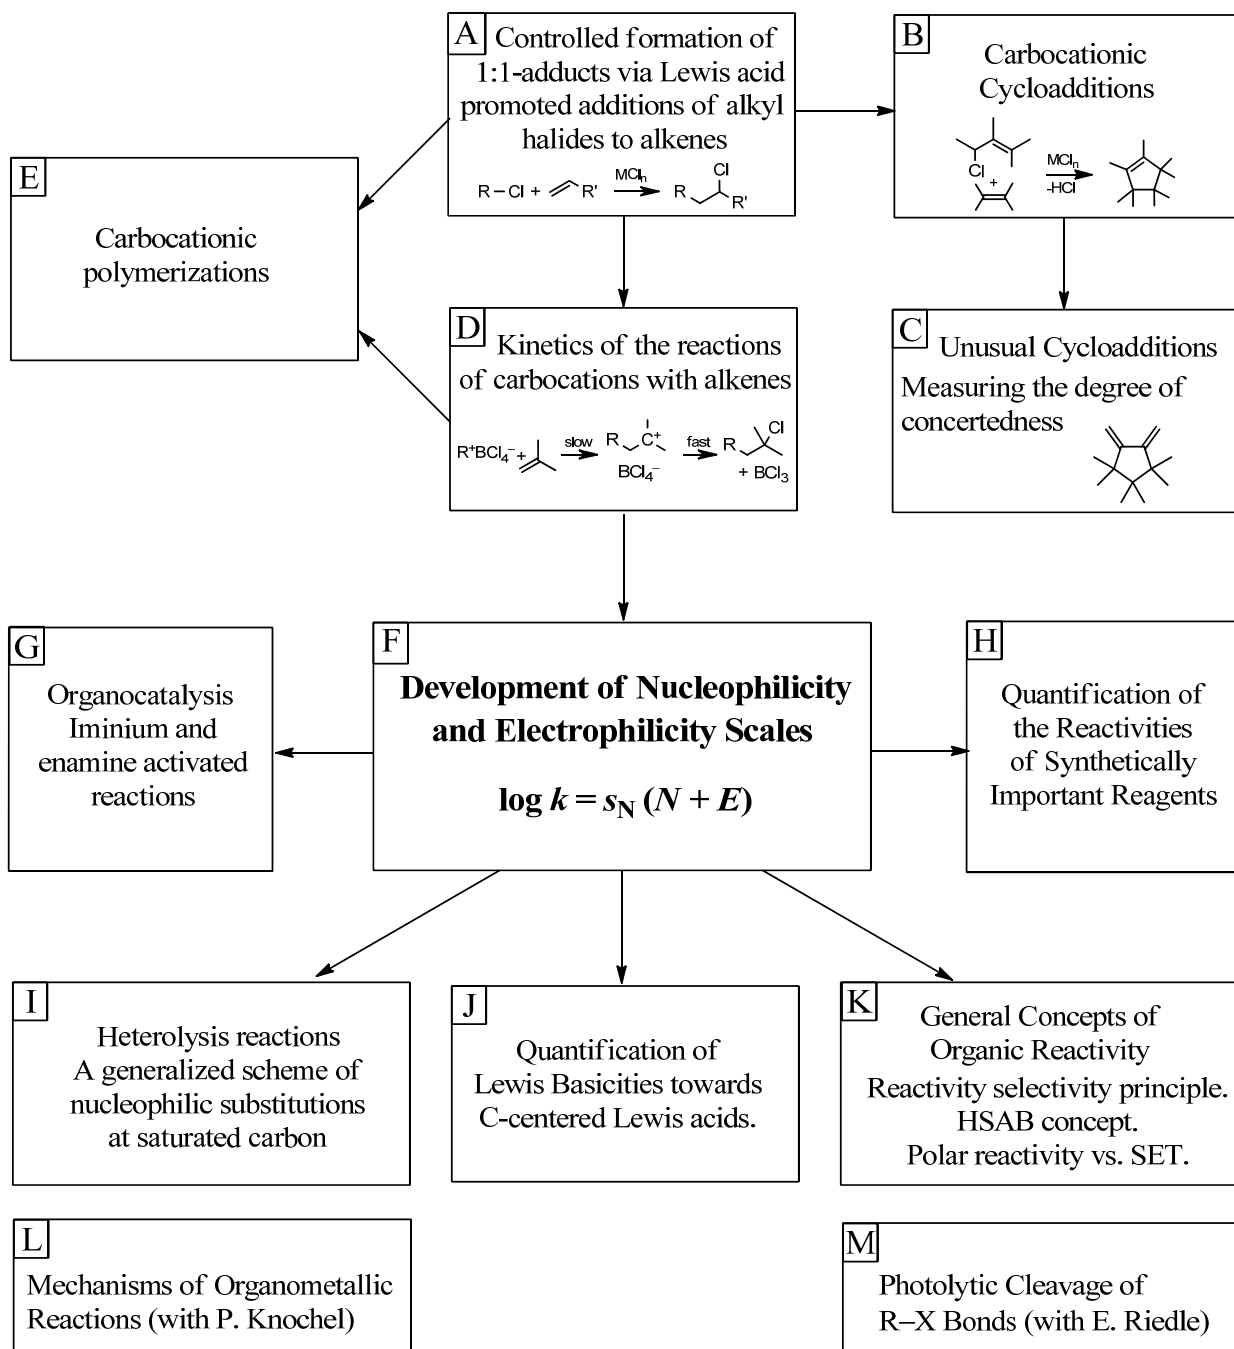 A
Controlled formation of
1:1-adducts via Lewis acid
promoted additions of alkyl
halides to alkenes
R–Cl + R' MCln R Cl R'
B
Carbocationic
Cycloadditions
Cl
+
MCln
-HCl
E
Carbocationic
polymerizations
D
Kinetics of the reactions
of carbocations with alkenes
R⁺BCl₄⁻ + slow R C⁺ fast R Cl
BCl₄⁻ + BCl₃
C
Unusual Cycloadditions
Measuring the degree of
concertedness
G
Organocatalysis
Iminium and
enamine activated
reactions
F
Development of Nucleophilicity
and Electrophilicity Scales
log k = sN (N + E)
H
Quantification of
the Reactivities
of Synthetically
Important Reagents
I
Heterolysis reactions
A generalized scheme of
nucleophilic substitutions
at saturated carbon
J
Quantification of
Lewis Basicities towards
C-centered Lewis acids.
K
General Concepts of
Organic Reactivity
Reactivity selectivity principle.
HSAB concept.
Polar reactivity vs. SET.
L
Mechanisms of Organometallic
Reactions (with P. Knochel)
M
Photolytic Cleavage of
R–X Bonds (with E. Riedle)